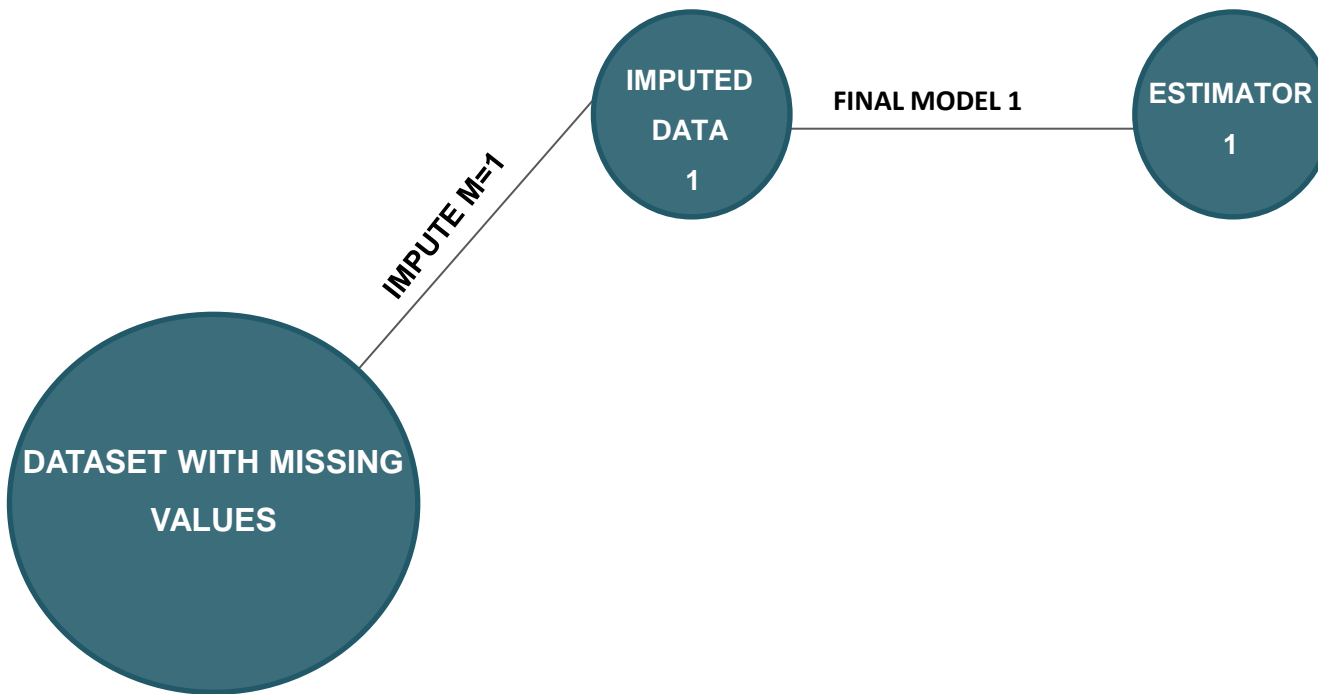 IMPUTED
DATA
1
FINAL MODEL 1
ESTIMATOR
1
IMPUTE M=1
DATASET WITH MISSING
VALUES